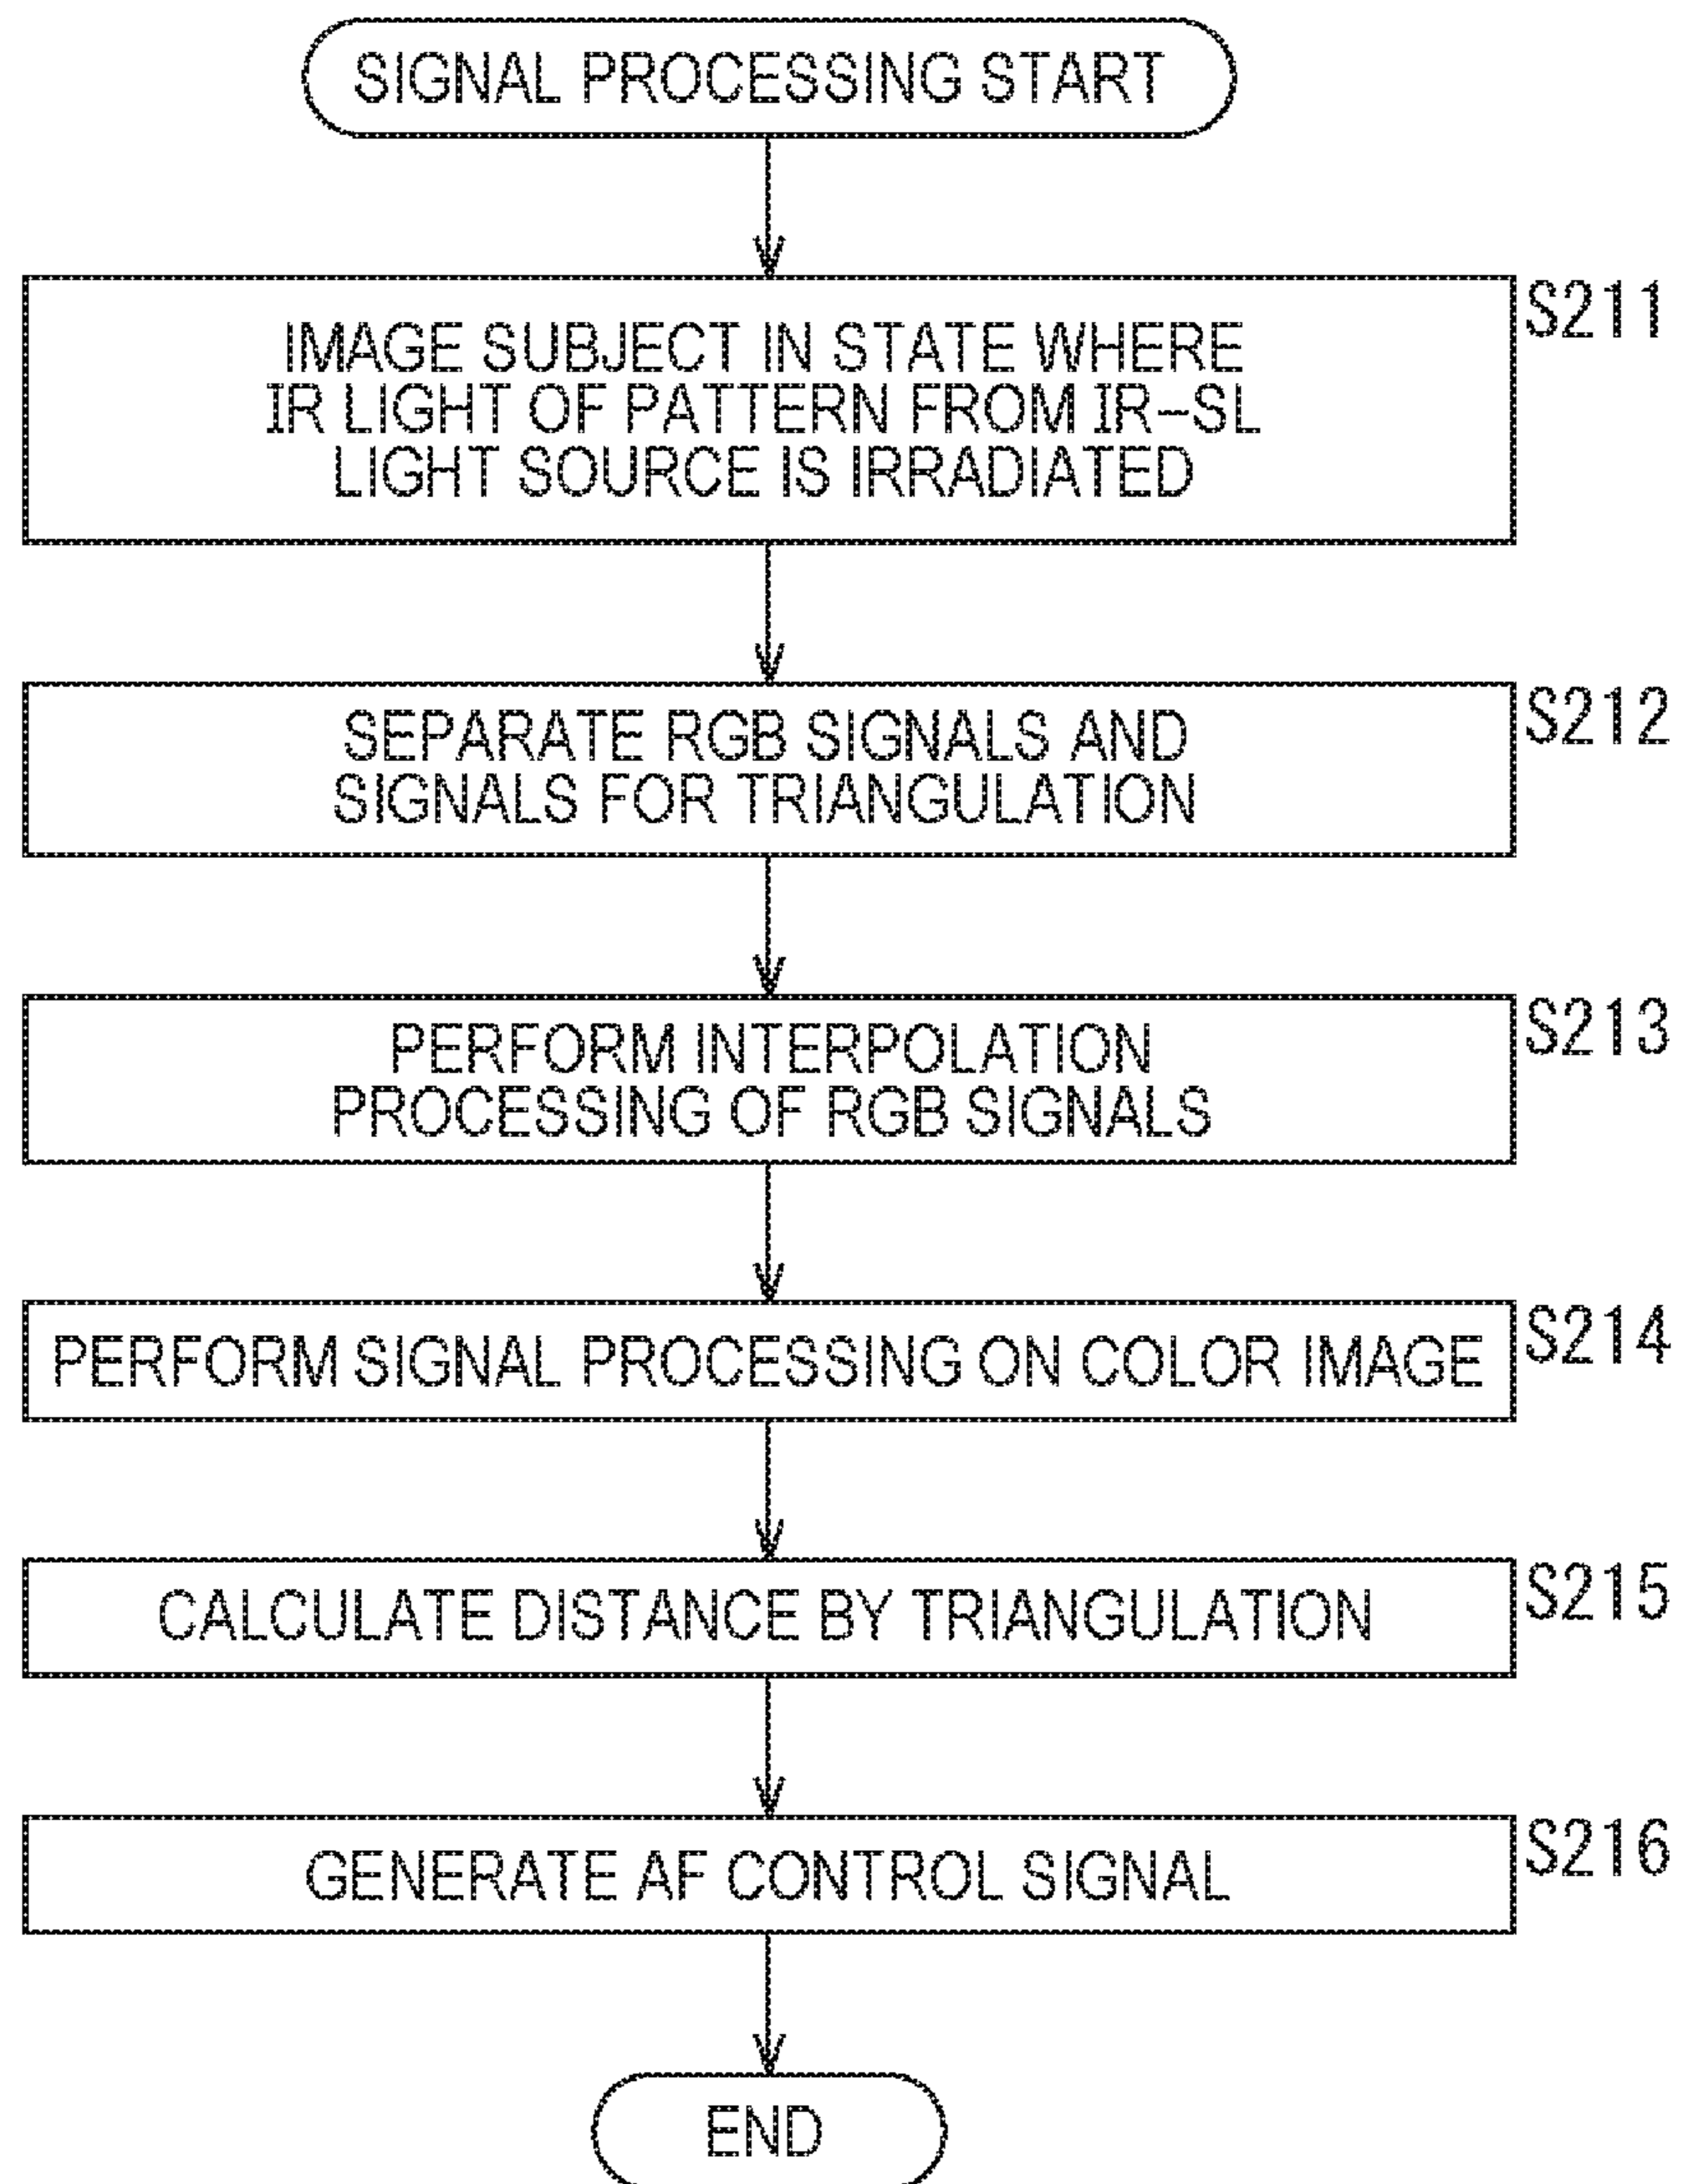 SIGNAL PROCESSING START
S211
IMAGE SUBJECT IN STATE WHERE
IR LIGHT OF PATTERN FROM IR-SL
LIGHT SOURCE IS IRRADIATED
S212
SEPARATE RGB SIGNALS AND
SIGNALS FOR TRIANGULATION
S213
PERFORM INTERPOLATION
PROCESSING OF RGB SIGNALS
S214
PERFORM SIGNAL PROCESSING ON COLOR IMAGE
S215
CALCULATE DISTANCE BY TRIANGULATION
S216
GENERATE AF CONTROL SIGNAL
END